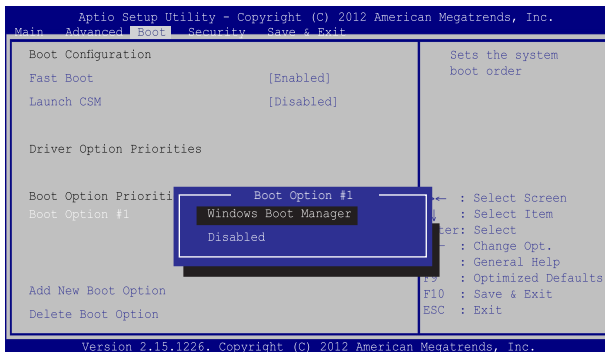 Aptio Setup Utility - Copyright (C) 2012 American Megatrends, Inc.
Main Advanced Boot Security Save & Exit
Boot Configuration
Fast Boot [Enabled]
Launch CSM [Disabled]
Driver Option Priorities
Boot Option Prioriti
Boot Option #1
Add New Boot Option
Delete Boot Option
Boot Option #1
Windows Boot Manager
Disabled
Sets the system
boot order
→← : Select Screen
: Select Item
ter: Select
- : Change Opt.
: General Help
F9 : Optimized Defaults
F10 : Save & Exit
ESC : Exit
Version 2.15.1226. Copyright (C) 2012 American Megatrends, Inc.